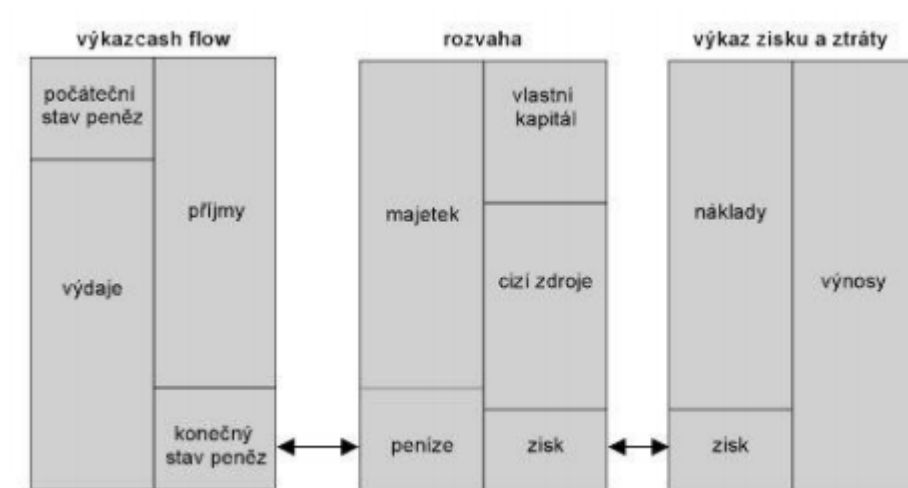 výkazcash flow
rozvaha
výkaz zisku a ztráty
počáteční
stav peněz
výdaje
příjmy
konečný
stav peněz
majetek
peníze
vlastní
kapitál
cizí zdroje
zisk
náklady
zisk
výnosy